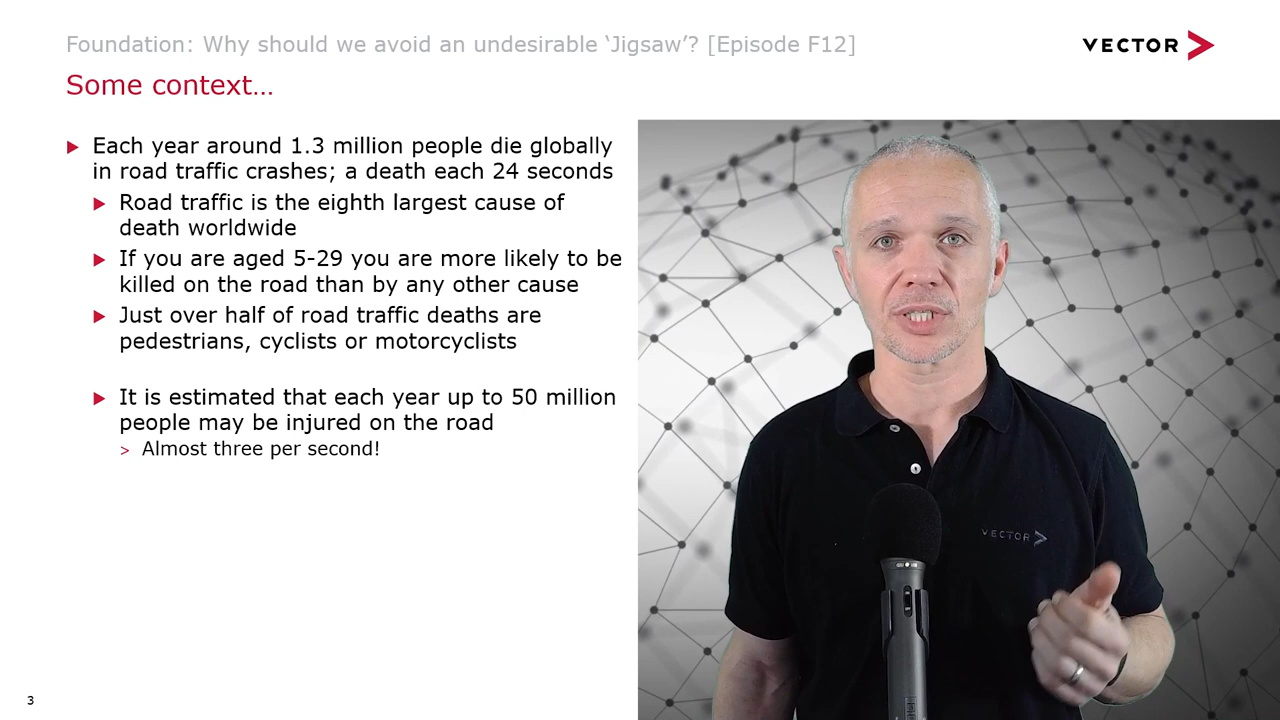 Foundation: Why should we avoid an undesirable ‘Jigsaw’? [Episode F12]
VECTOR
Some context...
Each year around 1.3 million people die globally
in road traffic crashes; a death each 24 seconds
Road traffic is the eighth largest cause of
death worldwide
If you are aged 5-29 you are more likely to be
killed on the road than by any other cause
Just over half of road traffic deaths are
pedestrians, cyclists or motorcyclists
It is estimated that each year up to 50 million
people may be injured on the road
> Almost three per second!
VECTOR
3